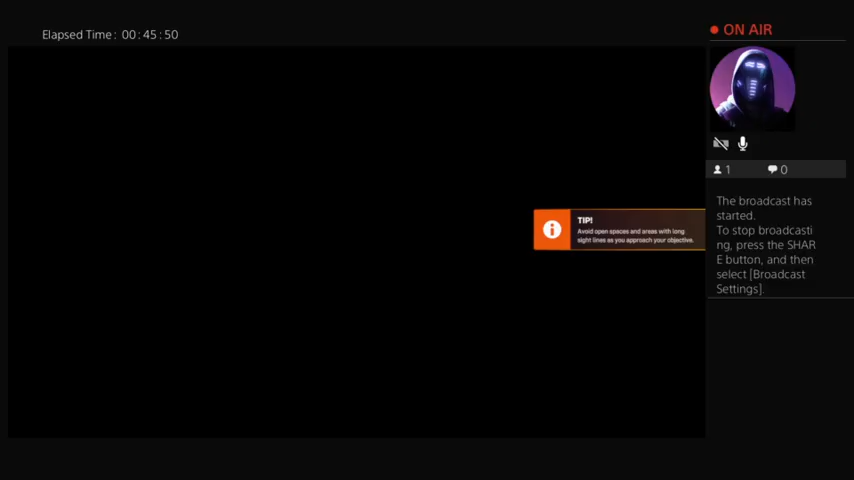 Elapsed Time: 00:45:50
ON AIR
1
0
TIP!
Avoid open spaces and areas with long
sight lines as you approach your objective.
The broadcast has
started.
To stop broadcasti
ng, press the SHAR
E button, and then
select [Broadcast
Settings].